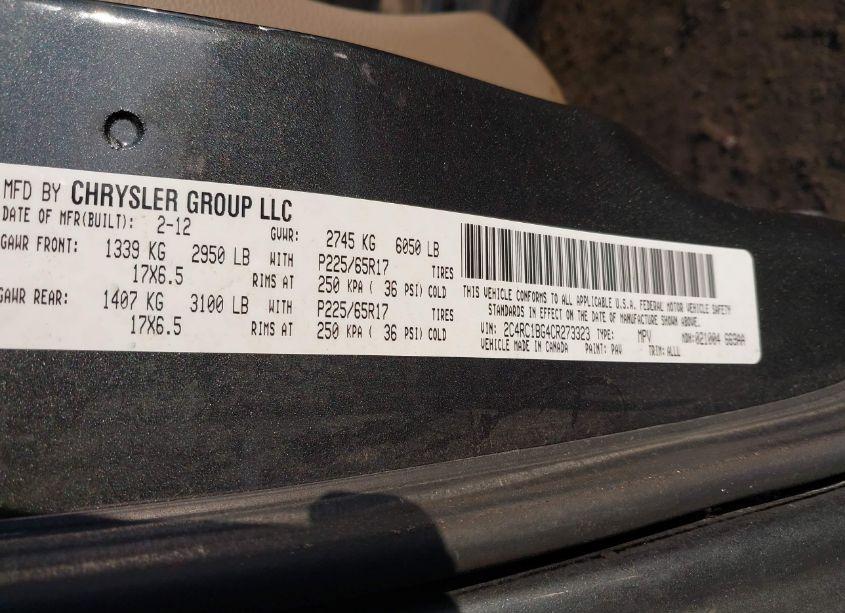 MFD BY CHRYSLER GROUP LLC
DATE OF MFR(BUILT): 2-12 GVWR: 2745 KG 6050 LB
GAWR FRONT: 1339 KG 2950 LB WITH P225/65R17 TIRES
17X6.5 RIMS AT 250 KPA ( 36 PSI) COLD
GAWR REAR: 1407 KG 3100 LB WITH P225/65R17 TIRES
17X6.5 RIMS AT 250 KPA ( 36 PSI) COLD
THIS VEHICLE CONFORMS TO ALL APPLICABLE U.S.A. FEDERAL MOTOR VEHICLE SAFETY
STANDARDS IN EFFECT ON THE DATE OF MANUFACTURE SHOWN ABOVE.
VIN: 2C4RC1BG4CR273323 TYPE: MPV MDH: 021004
VEHICLE MADE IN CANADA PAINT: PAV TRIM: ALLL